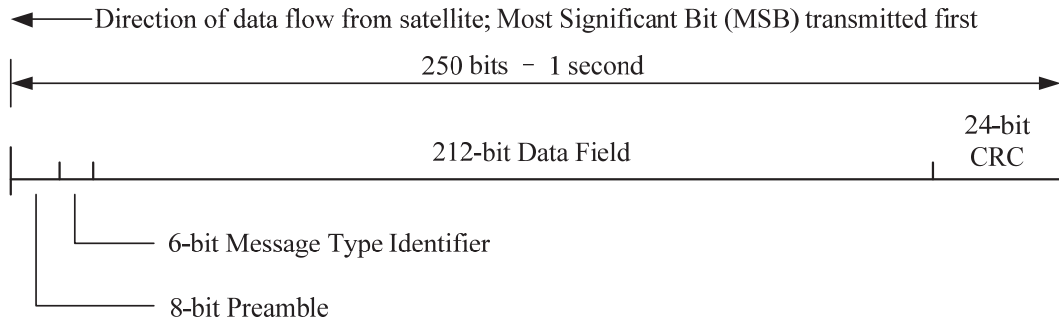 Direction of data flow from satellite; Most Significant Bit (MSB) transmitted first
250 bits - 1 second
212-bit Data Field
24-bit
CRC
6-bit Message Type Identifier
8-bit Preamble